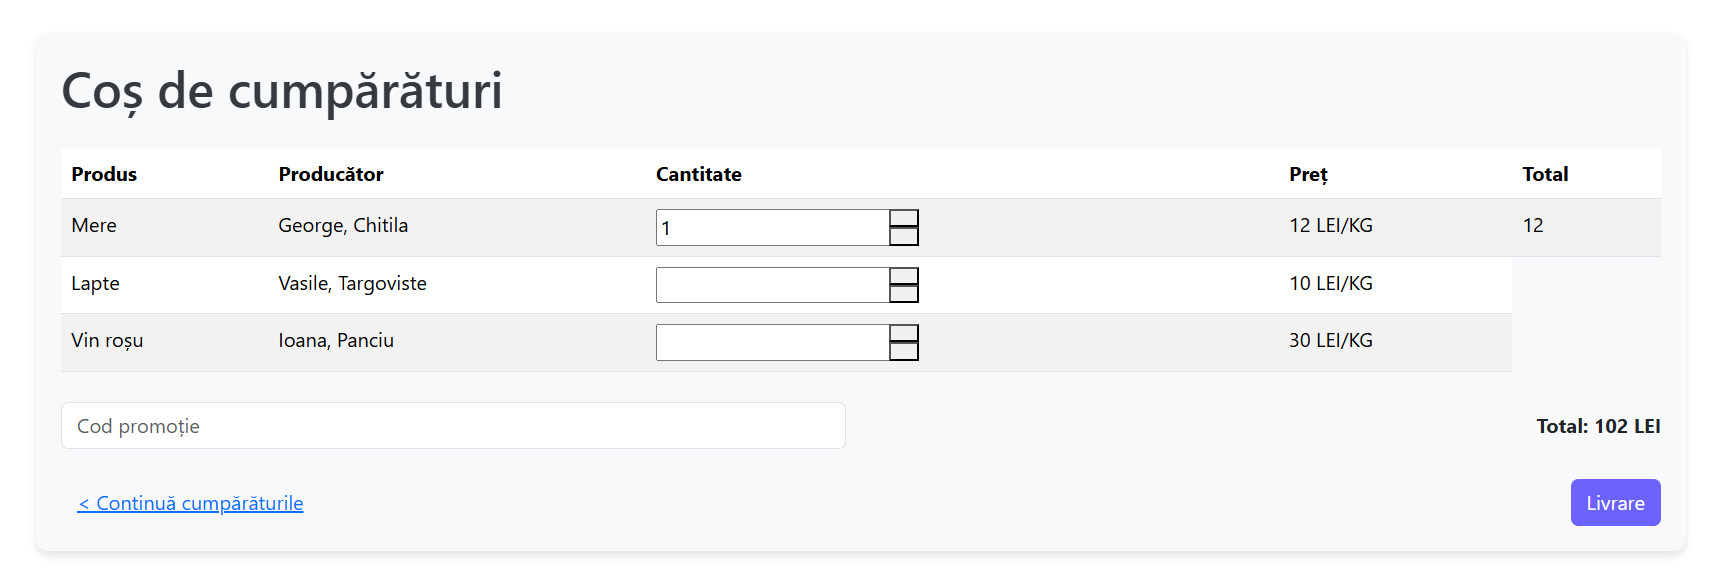 Coș de cumpărături
Produs Producător Cantitate Preț Total
Mere George, Chitila 1 12 LEI/KG 12
Lapte Vasile, Targoviste 10 LEI/KG
Vin roșu Ioana, Panciu 30 LEI/KG
Cod promoție Total: 102 LEI
< Continuă cumpărăturile Livrare